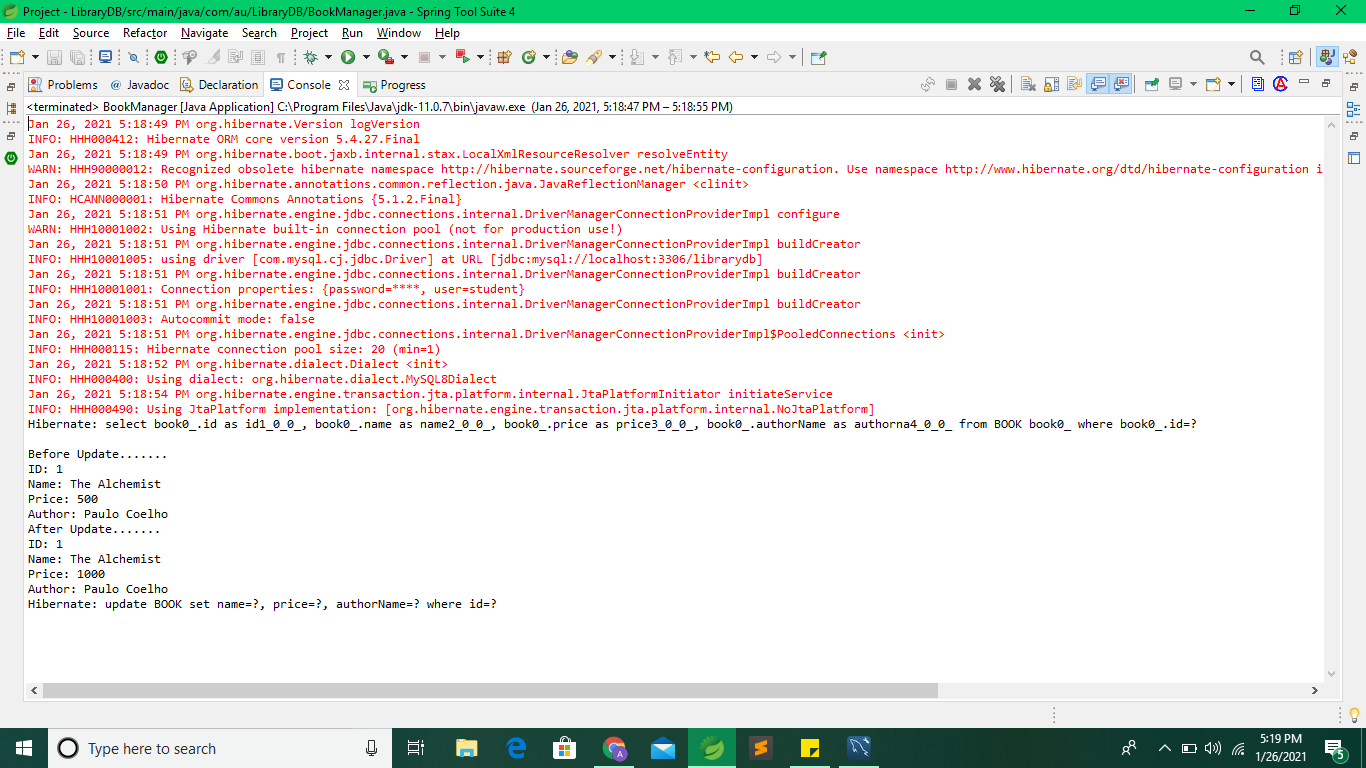 Project - LibraryDB/src/main/java/com/au/LibraryDB/BookManager.java - Spring Tool Suite 4
File Edit Source Refactor Navigate Search Project Run Window Help
Problems @ Javadoc Declaration Console Progress
<terminated> BookManager [Java Application] C:\Program Files\Java\jdk-11.0.7\bin\javaw.exe (Jan 26, 2021, 5:18:47 PM – 5:18:55 PM)
Jan 26, 2021 5:18:49 PM org.hibernate.Version logVersion
INFO: HHH000412: Hibernate ORM core version 5.4.27.Final
Jan 26, 2021 5:18:49 PM org.hibernate.boot.jaxb.internal.stax.LocalXmlResourceResolver resolveEntity
WARN: HHH90000012: Recognized obsolete hibernate namespace http://hibernate.sourceforge.net/hibernate-configuration. Use namespace http://www.hibernate.org/dtd/hibernate-configuration i
Jan 26, 2021 5:18:50 PM org.hibernate.annotations.common.reflection.java.JavaReflectionManager <clinit>
INFO: HCANN000001: Hibernate Commons Annotations {5.1.2.Final}
Jan 26, 2021 5:18:51 PM org.hibernate.engine.jdbc.connections.internal.DriverManagerConnectionProviderImpl configure
WARN: HHH10001002: Using Hibernate built-in connection pool (not for production use!)
Jan 26, 2021 5:18:51 PM org.hibernate.engine.jdbc.connections.internal.DriverManagerConnectionProviderImpl buildCreator
INFO: HHH10001005: using driver [com.mysql.cj.jdbc.Driver] at URL [jdbc:mysql://localhost:3306/librarydb]
Jan 26, 2021 5:18:51 PM org.hibernate.engine.jdbc.connections.internal.DriverManagerConnectionProviderImpl buildCreator
INFO: HHH10001001: Connection properties: {password=****, user=student}
Jan 26, 2021 5:18:51 PM org.hibernate.engine.jdbc.connections.internal.DriverManagerConnectionProviderImpl buildCreator
INFO: HHH10001003: Autocommit mode: false
Jan 26, 2021 5:18:51 PM org.hibernate.engine.jdbc.connections.internal.DriverManagerConnectionProviderImpl$PooledConnections <init>
INFO: HHH000115: Hibernate connection pool size: 20 (min=1)
Jan 26, 2021 5:18:52 PM org.hibernate.dialect.Dialect <init>
INFO: HHH000400: Using dialect: org.hibernate.dialect.MySQL8Dialect
Jan 26, 2021 5:18:54 PM org.hibernate.engine.transaction.jta.platform.internal.JtaPlatformInitiator initiateService
INFO: HHH000490: Using JtaPlatform implementation: [org.hibernate.engine.transaction.jta.platform.internal.NoJtaPlatform]
Hibernate: select book0_.id as id1_0_0_, book0_.name as name2_0_0_, book0_.price as price3_0_0_, book0_.authorName as authorna4_0_0_ from BOOK book0_ where book0_.id=?
Before Update.......
ID: 1
Name: The Alchemist
Price: 500
Author: Paulo Coelho
After Update.......
ID: 1
Name: The Alchemist
Price: 1000
Author: Paulo Coelho
Hibernate: update BOOK set name=?, price=?, authorName=? where id=?
Type here to search
5:19 PM
1/26/2021
5